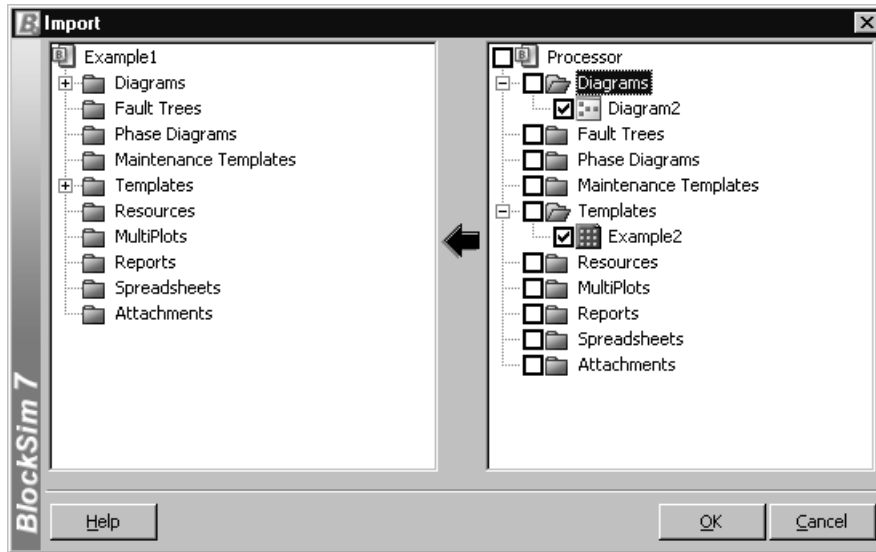 Import
Example1
Diagrams
Fault Trees
Phase Diagrams
Maintenance Templates
Templates
Resources
MultiPlots
Reports
Spreadsheets
Attachments
Processor
Diagrams
Diagram2
Fault Trees
Phase Diagrams
Maintenance Templates
Templates
Example2
Resources
MultiPlots
Reports
Spreadsheets
Attachments
BlockSim 7
Help
OK
Cancel